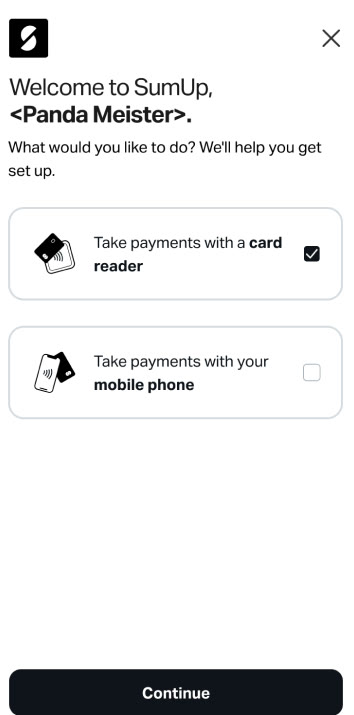 Welcome to SumUp,
<Panda Meister>.
What would you like to do? We'll help you get
set up.
Take payments with a card
reader
Take payments with your
mobile phone
Continue